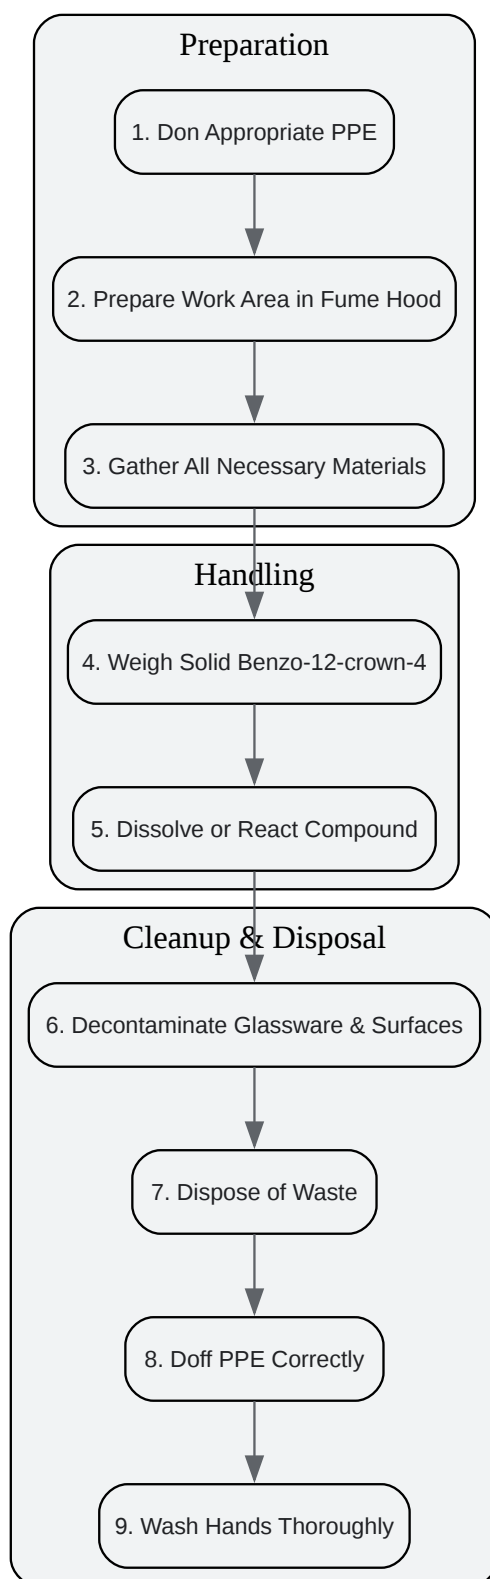 Preparation
1. Don Appropriate PPE
2. Prepare Work Area in Fume Hood
3. Gather All Necessary Materials
Handling
4. Weigh Solid Benzo-12-crown-4
5. Dissolve or React Compound
Cleanup & Disposal
6. Decontaminate Glassware & Surfaces
7. Dispose of Waste
8. Doff PPE Correctly
9. Wash Hands Thoroughly